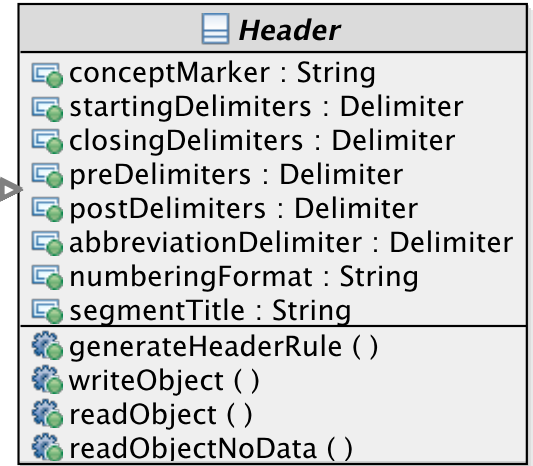 Header
conceptMarker : String
startingDelimiters : Delimiter
closingDelimiters : Delimiter
preDelimiters : Delimiter
postDelimiters : Delimiter
abbreviationDelimiter : Delimiter
numberingFormat : String
segmentTitle : String
generateHeaderRule ( )
writeObject ( )
readObject ( )
readObjectNoData ( )